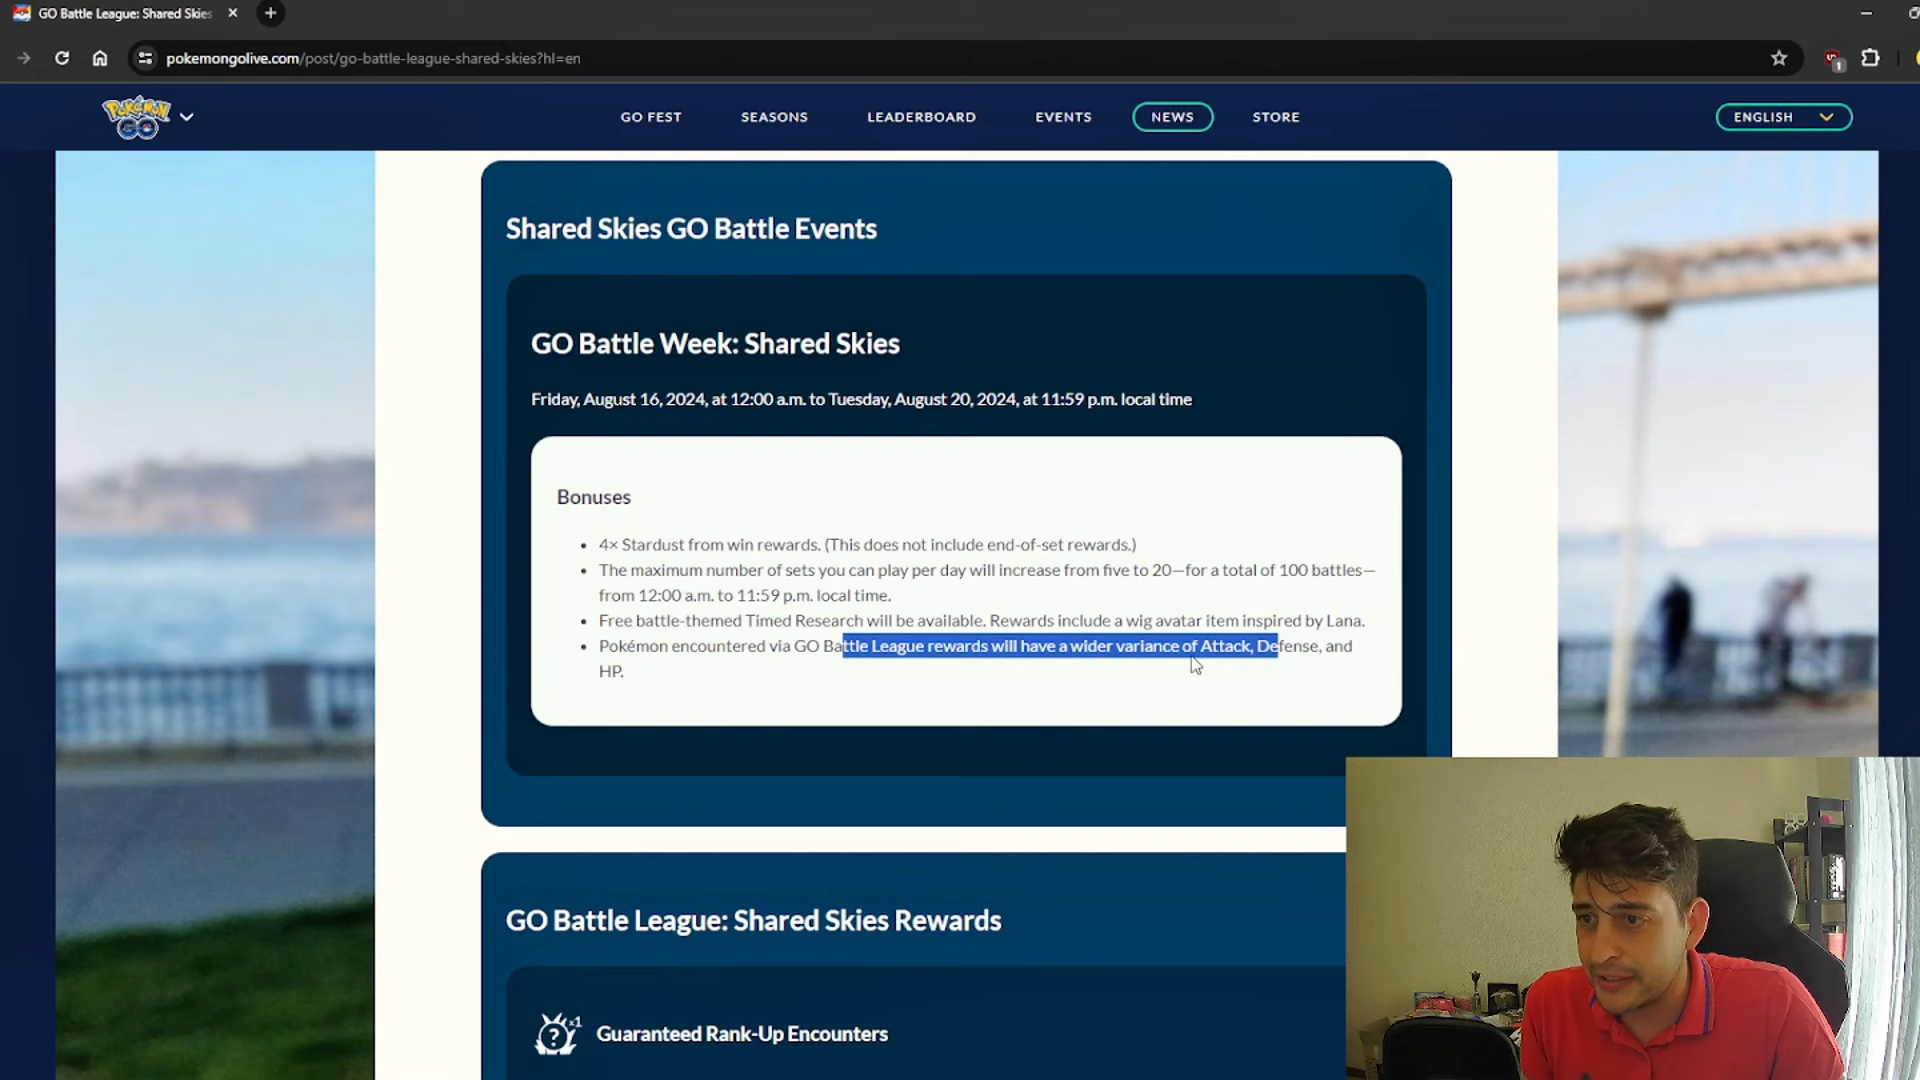 GO Battle League: Shared Skies
pokemongolive.com/post/go-battle-league-shared-skies?hl=en
1
POKÉMON GO
GO FEST
SEASONS
LEADERBOARD
EVENTS
NEWS
STORE
ENGLISH
Shared Skies GO Battle Events
GO Battle Week: Shared Skies
Friday, August 16, 2024, at 12:00 a.m. to Tuesday, August 20, 2024, at 11:59 p.m. local time
Bonuses
• 4× Stardust from win rewards. (This does not include end-of-set rewards.)
• The maximum number of sets you can play per day will increase from five to 20—for a total of 100 battles—
from 12:00 a.m. to 11:59 p.m. local time.
• Free battle-themed Timed Research will be available. Rewards include a wig avatar item inspired by Lana.
• Pokémon encountered via GO Battle League rewards will have a wider variance of Attack, Defense, and
HP.
GO Battle League: Shared Skies Rewards
?
x1
Guaranteed Rank-Up Encounters